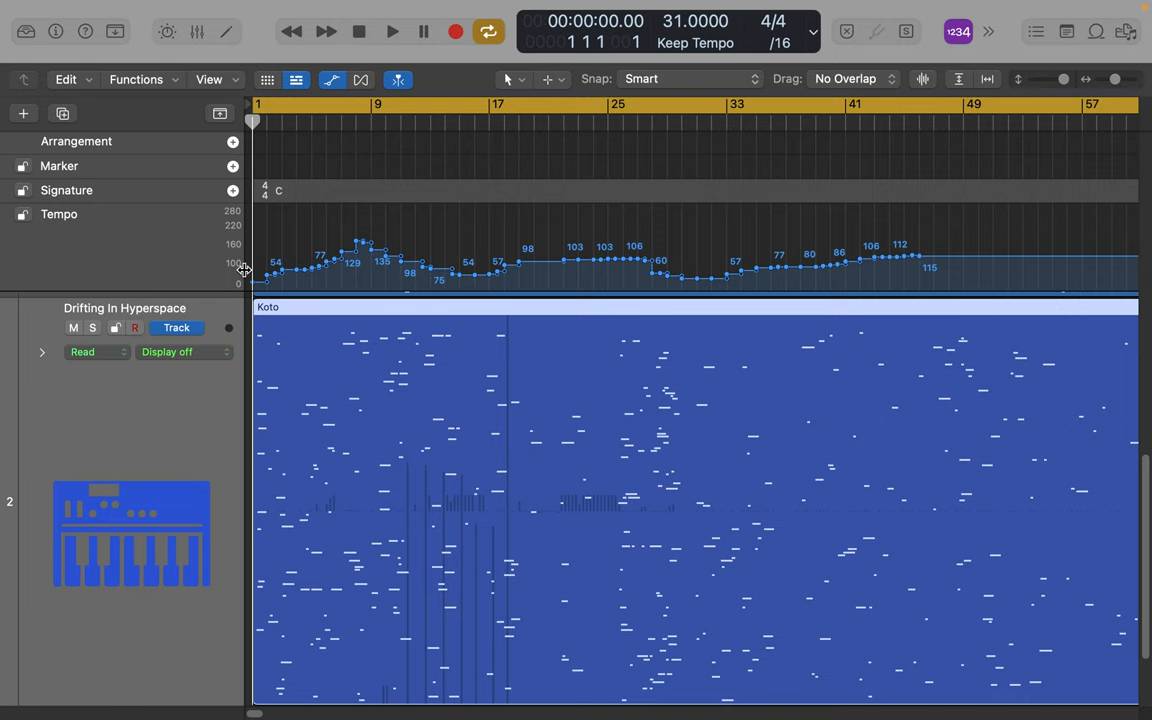 00:00:00.00 31.0000 4/4
1 1 1 1 Keep Tempo /16
1234
Edit Functions View Snap: Smart Drag: No Overlap
1 9 17 25 33 41 49 57
Arrangement
Marker
Signature 4 4 C
Tempo
280
220
160
100
0
54 77 129 135 98 75 54 57 98 103 103 106 60 57 77 80 86 106 112 115
Drifting In Hyperspace
Koto
M S R Track
Read Display off
2